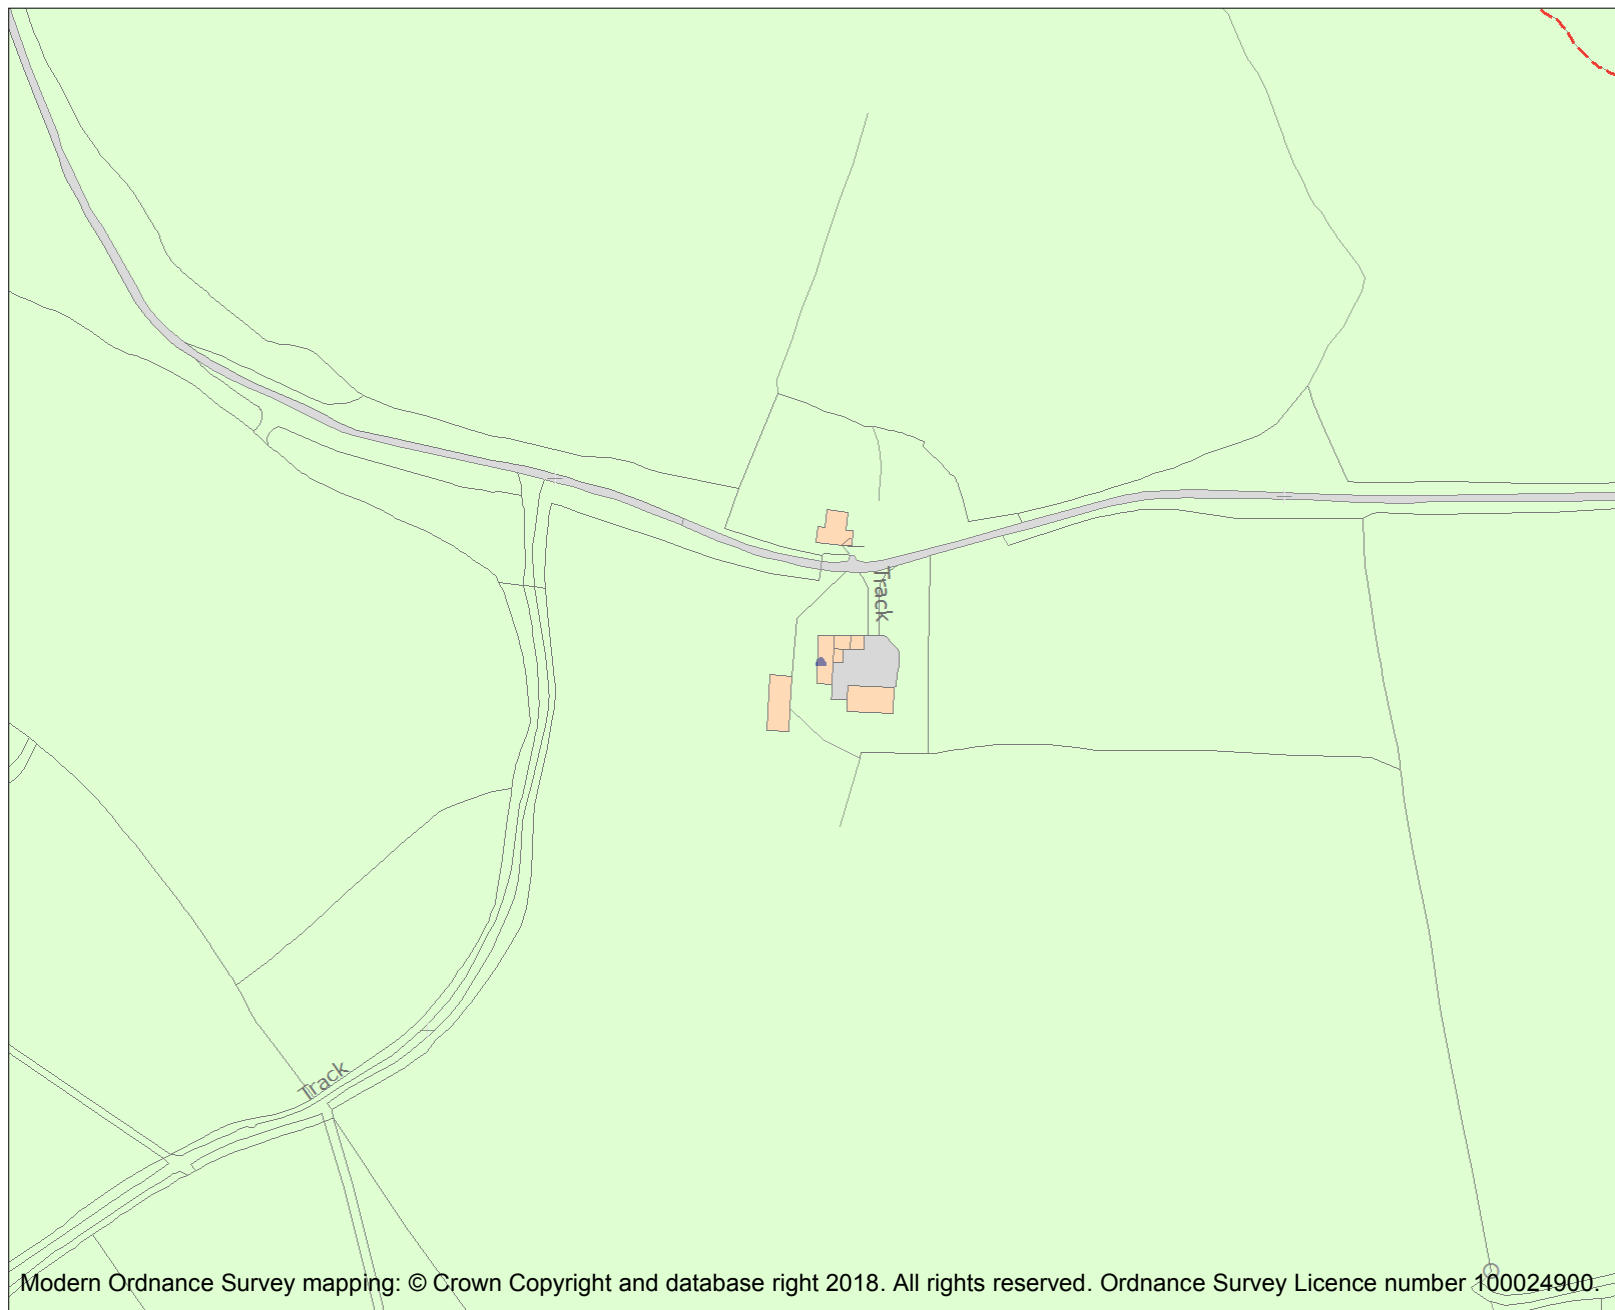 Track
Track
Modern Ordnance Survey mapping: © Crown Copyright and database right 2018. All rights reserved. Ordnance Survey Licence number 100024900.